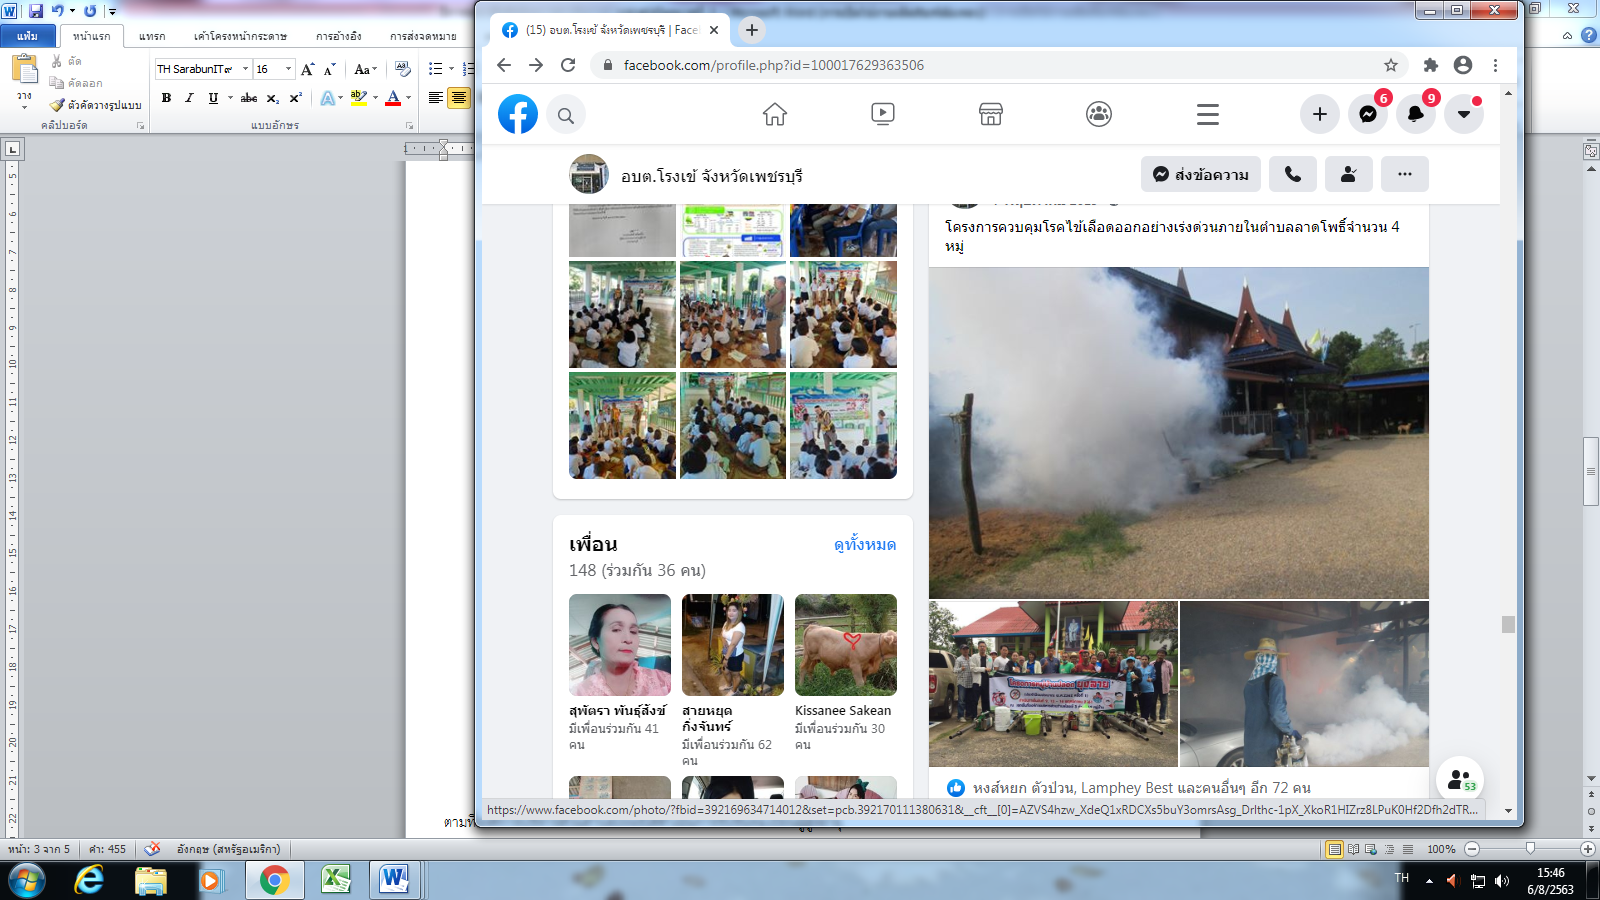 แฟ้ม
หน้าแรก
แทรก
เค้าโครงหน้ากระดาษ
การอ้างอิง
การส่งจดหมาย
วาง
ตัด
คัดลอก
ตัวคัดวางรูปแบบ
คลิปบอร์ด
TH SarabunIT๙
16
แบบอักษร
(15) อบต.โรงเข้ จังหวัดเพชรบุรี | Face
facebook.com/profile.php?id=100017629363506
6
9
อบต.โรงเข้ จังหวัดเพชรบุรี
ส่งข้อความ
โครงการควบคุมโรคไข้เลือดออกอย่างเร่งด่วนภายในตำบลลาดโพธิ์จำนวน 4
หมู่
เพื่อน
ดูทั้งหมด
148 (ร่วมกัน 36 คน)
สุพัตรา พันธุ์สังข์
มีเพื่อนร่วมกัน 41
คน
สายหยุด
กิ่งจันทร์
มีเพื่อนร่วมกัน 62
คน
Kissanee Sakean
มีเพื่อนร่วมกัน 30
คน
หงส์หยก ตัวป่วน, Lamphey Best และคนอื่นๆ อีก 72 คน
53
https://www.facebook.com/photo/?fbid=392169634714012&set=pcb.392170111380631&__cft__[0]=AZVS4hzw_XdeQ1xRDCXs5buY3omrsAsg_Drlthc-1pX_XkoR1HIZrz8LPuK0Hf2Dfh2dTR...
หน้า: 3 จาก 5
คำ: 455
อังกฤษ (สหรัฐอเมริกา)
100%
TH
15:46
6/8/2563